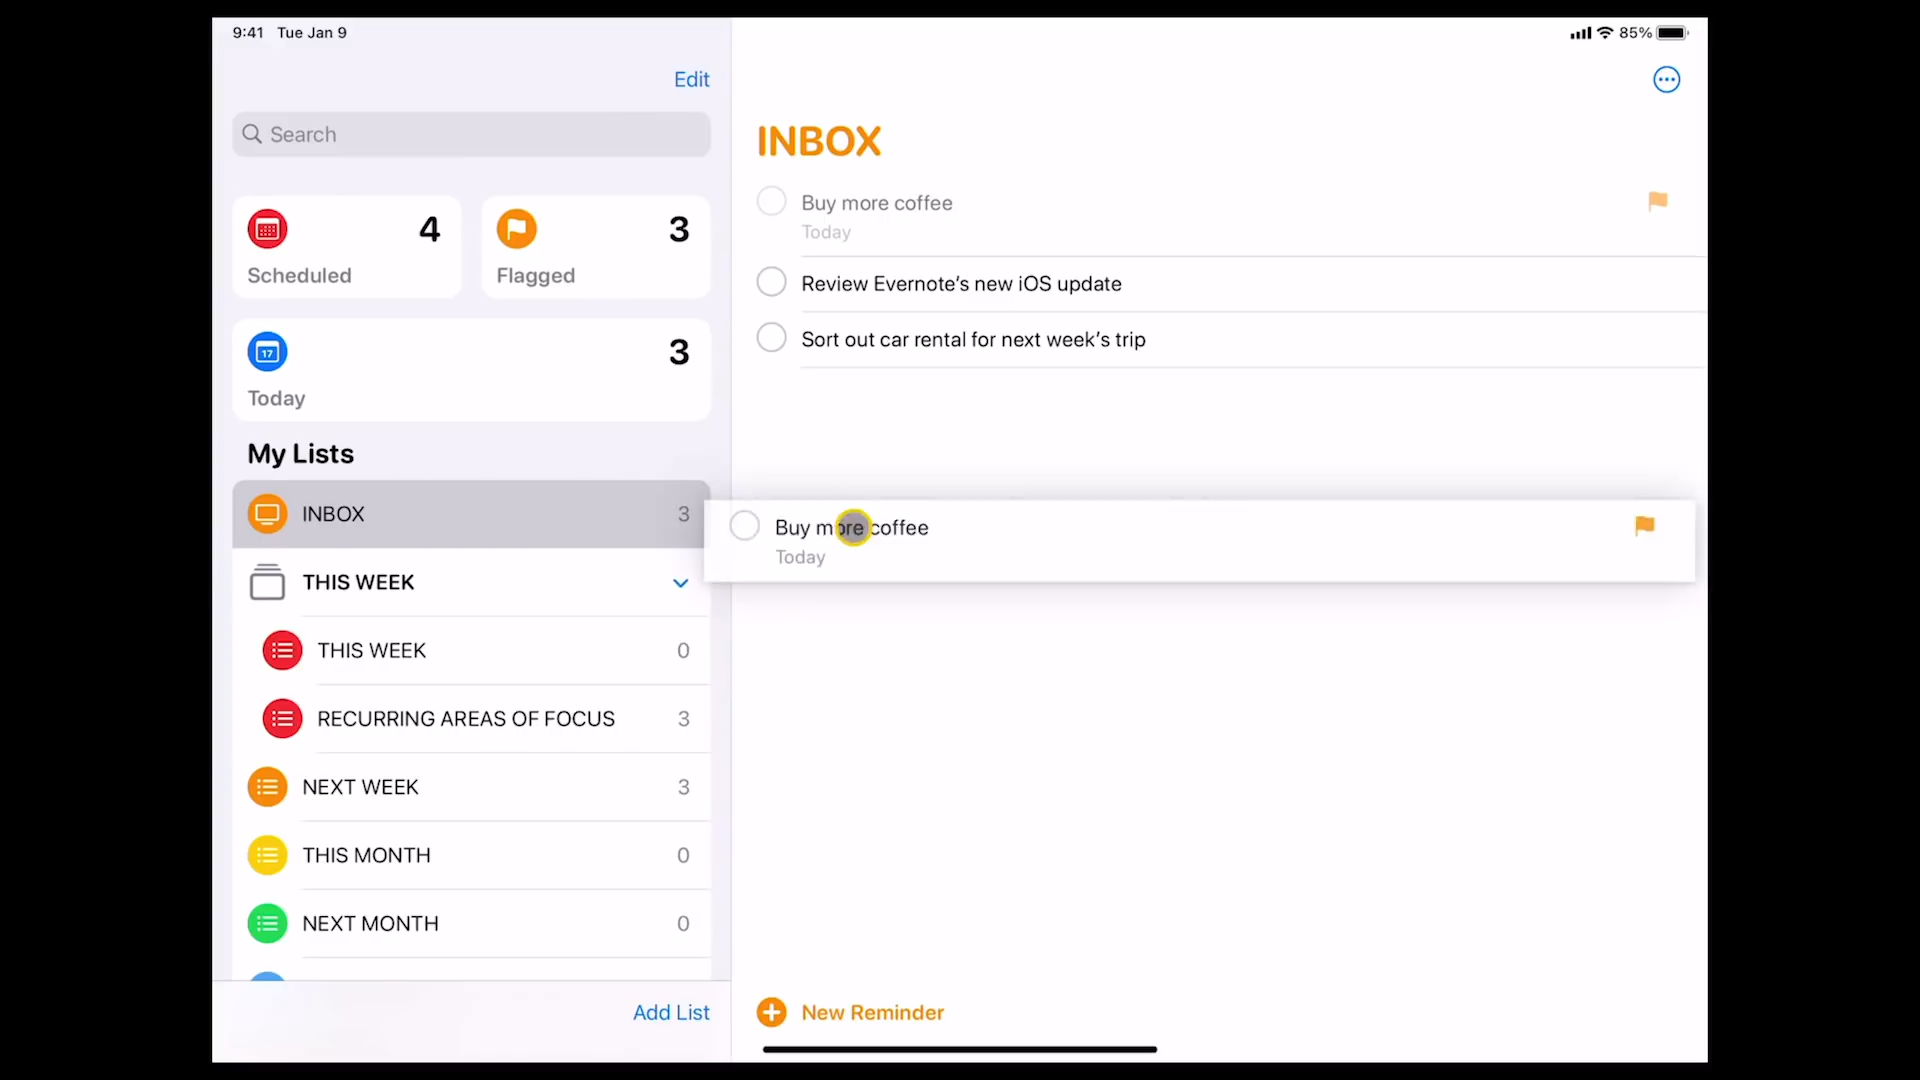 9:41 Tue Jan 9
85%
Edit
Search
4
Scheduled
3
Flagged
17
3
Today
My Lists
INBOX 3
THIS WEEK
THIS WEEK 0
RECURRING AREAS OF FOCUS 3
NEXT WEEK 3
THIS MONTH 0
NEXT MONTH 0
Add List
INBOX
Buy more coffee
Today
Review Evernote’s new iOS update
Sort out car rental for next week’s trip
Buy more coffee
Today
New Reminder